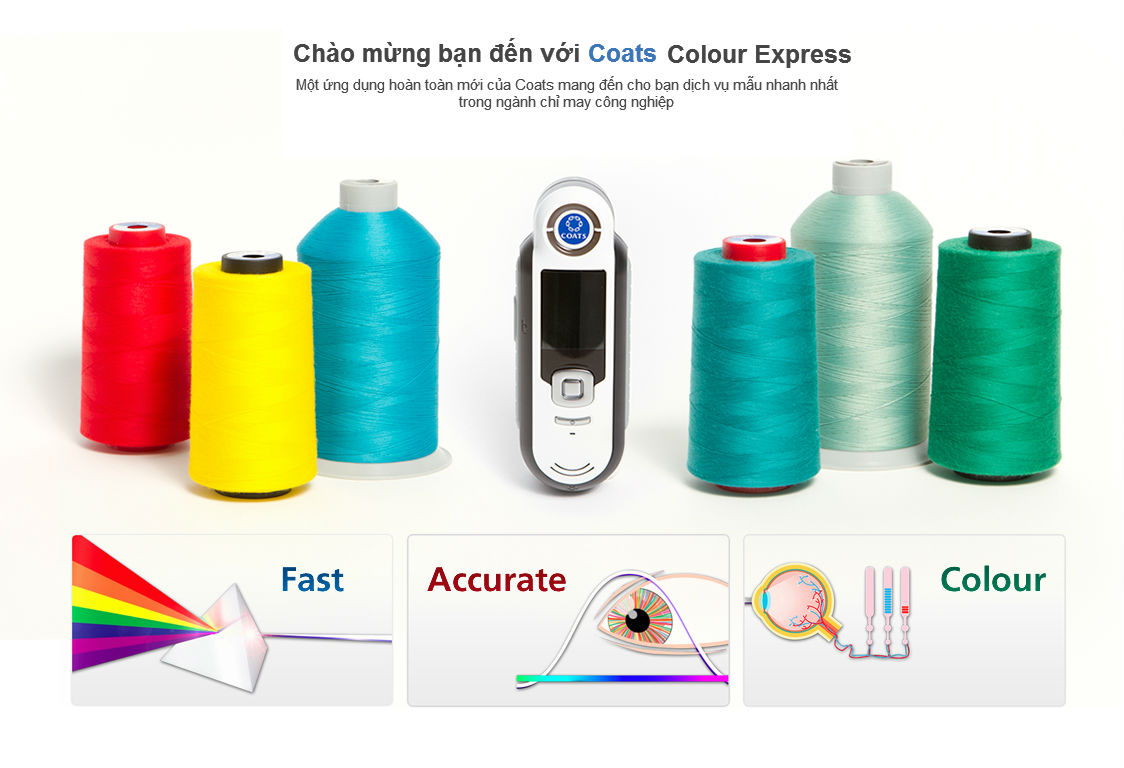 Chào mừng bạn đến với Coats Colour Express
Một ứng dụng hoàn toàn mới của Coats mang đến cho bạn dịch vụ mẫu nhanh nhất
trong ngành chỉ may công nghiệp
COATS
Fast
Accurate
Colour